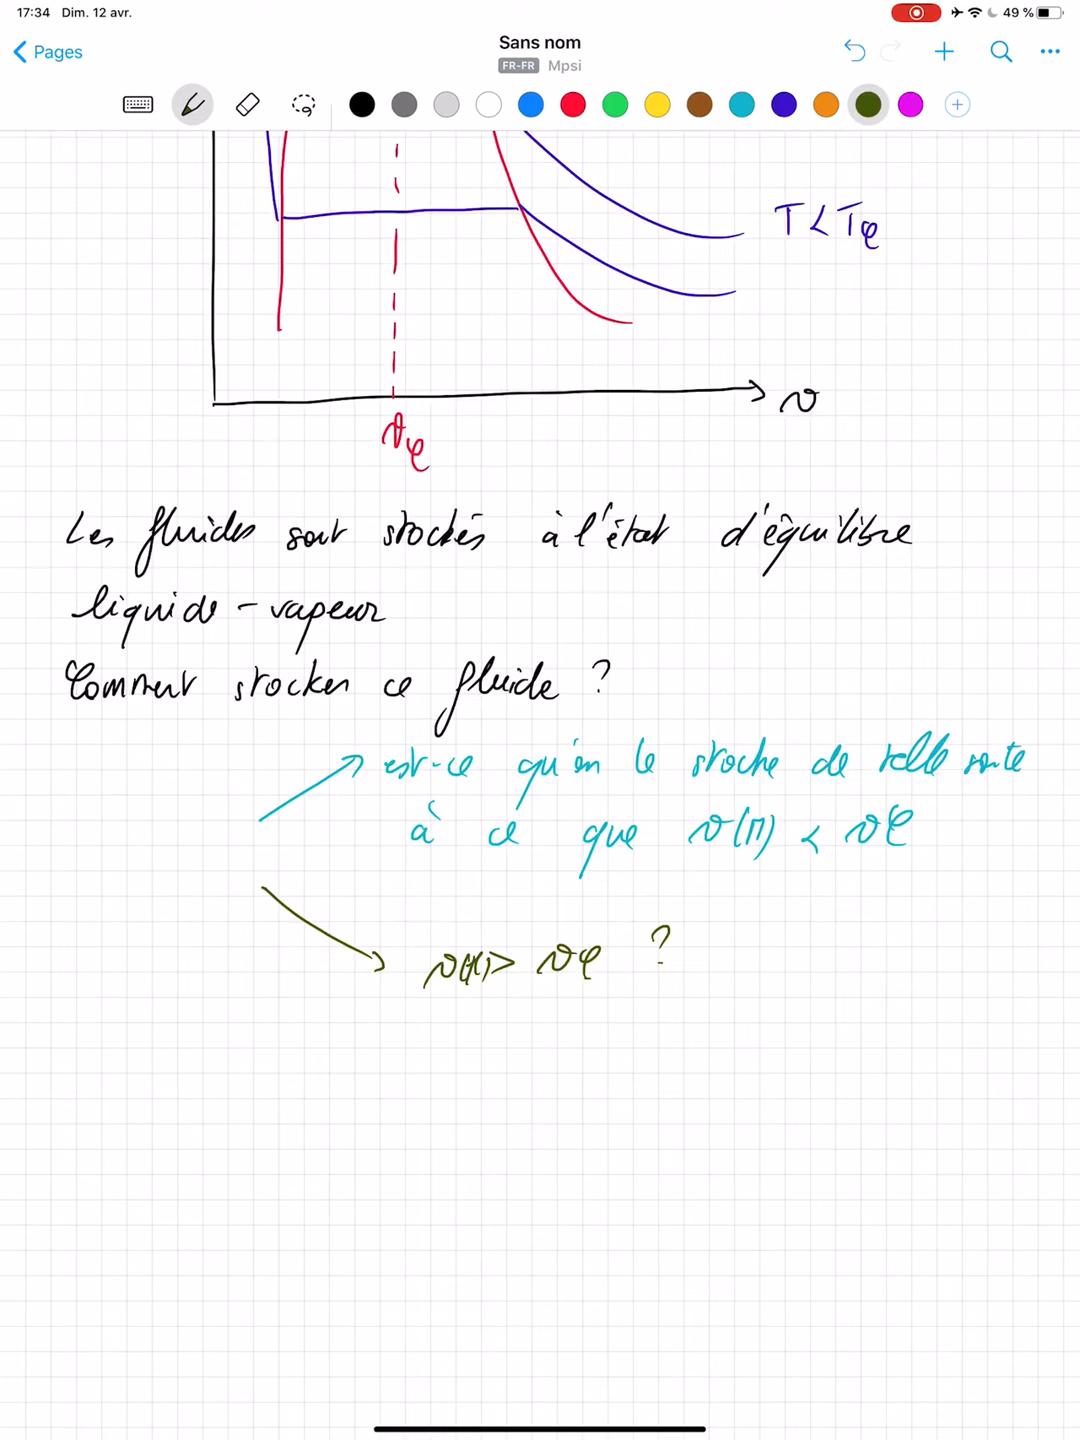 17:34 Dim. 12 avr. 49 %
Pages
Sans nom
FR-FR Mpsi
T < Tc
v
vc
Les fluides sont stockés à l'état d'équilibre
liquide - vapeur
Comment stocker ce fluide ?
est-ce qu'on le stocke de telle sorte
à ce que v(M) < vc
v(M) > vc ?